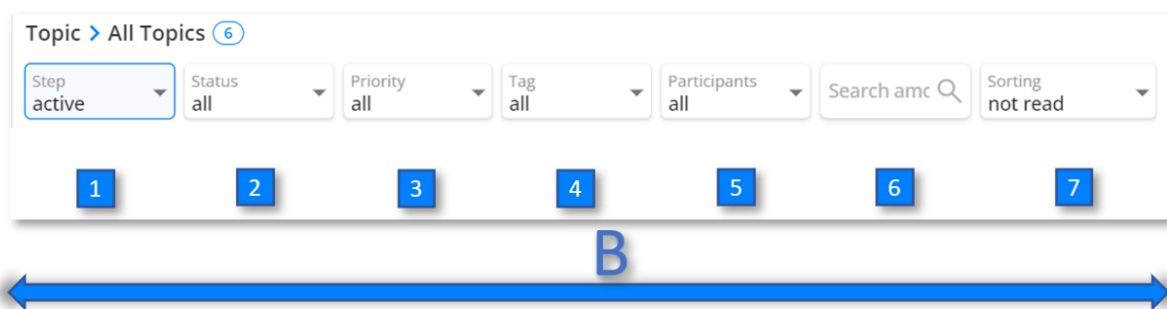 Topic > All Topics 6
Step
active
Status
all
Priority
all
Tag
all
Participants
all
Search amc
Sorting
not read
1 2 3 4 5 6 7
B